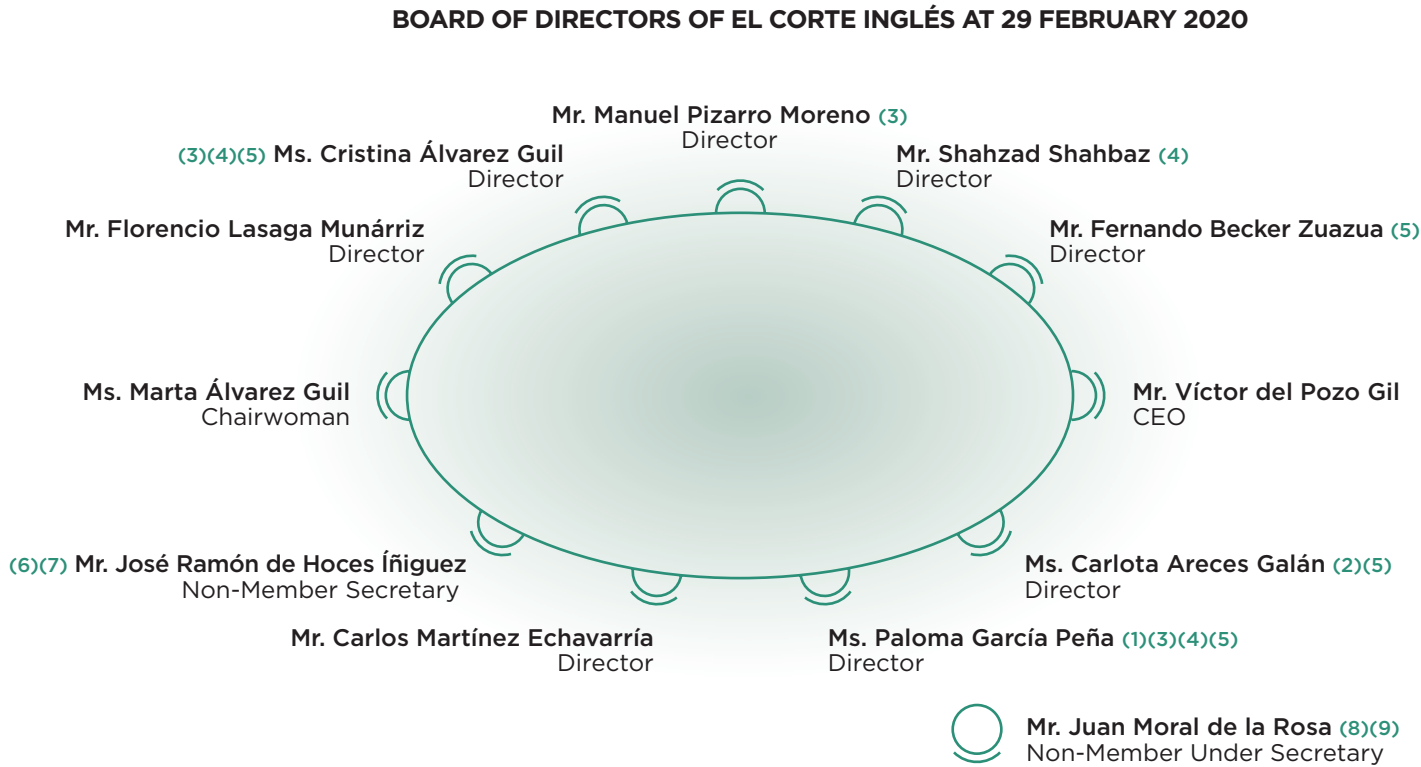 BOARD OF DIRECTORS OF EL CORTE INGLÉS AT 29 FEBRUARY 2020
Mr. Manuel Pizarro Moreno (3)
Director
(3)(4)(5) Ms. Cristina Álvarez Guil
Director
Mr. Shahzad Shahbaz (4)
Director
Mr. Florencio Lasaga Munárriz
Director
Mr. Fernando Becker Zuazua (5)
Director
Ms. Marta Álvarez Guil
Chairwoman
Mr. Víctor del Pozo Gil
CEO
(6)(7) Mr. José Ramón de Hoces Íñiguez
Non-Member Secretary
Ms. Carlota Areces Galán (2)(5)
Director
Mr. Carlos Martínez Echavarría
Director
Ms. Paloma García Peña (1)(3)(4)(5)
Director
Mr. Juan Moral de la Rosa (8)(9)
Non-Member Under Secretary